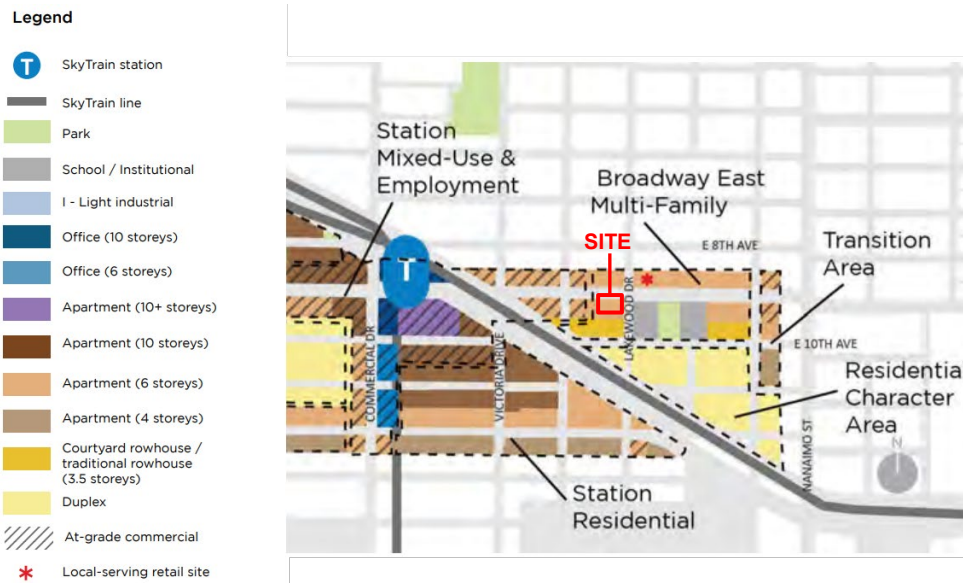 Legend
T
SkyTrain station
SkyTrain line
Park
School / Institutional
I - Light industrial
Office (10 storeys)
Office (6 storeys)
Apartment (10+ storeys)
Apartment (10 storeys)
Apartment (6 storeys)
Apartment (4 storeys)
Courtyard rowhouse /
traditional rowhouse
(3.5 storeys)
Duplex
At-grade commercial
Local-serving retail site
Station
Mixed-Use &
Employment
Broadway East
Multi-Family
SITE
E 8TH AVE
Transition
Area
T
LAKEWOOD DR
E 10TH AVE
COMMERCIAL DR
VICTORIA DRIVE
Residentia
Character
Area
NANAIMO ST
N
Station
Residential